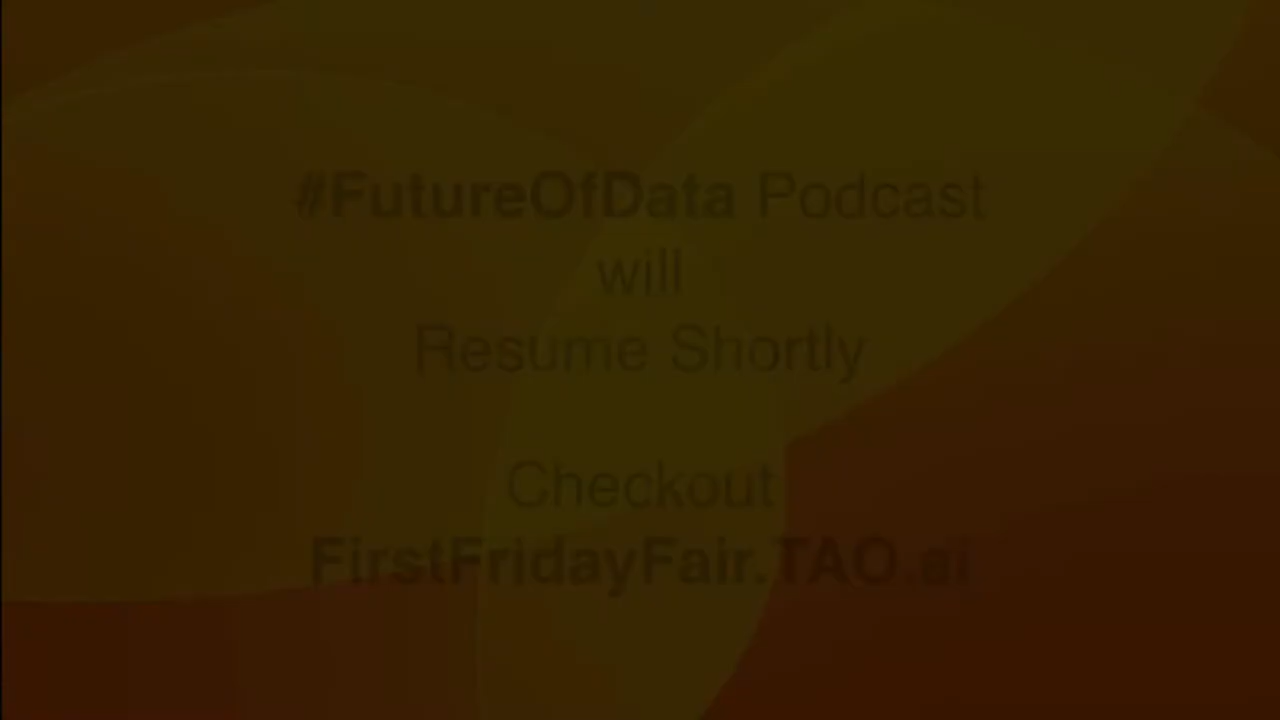 #FutureOfData Podcast
will
Resume Shortly
Checkout
FirstFridayFair.TAO.ai